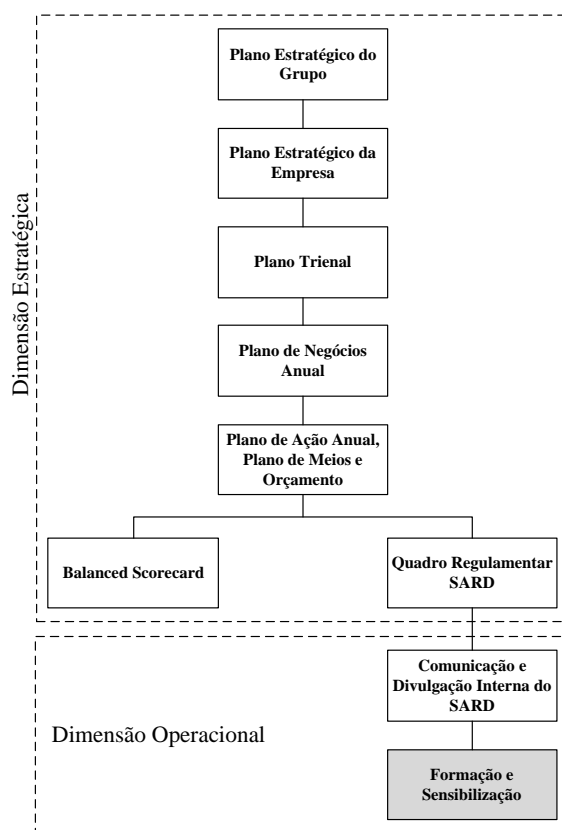 Plano Estratégico do
Grupo
Plano Estratégico da
Empresa
Dimensão Estratégica
Plano Trienal
Plano de Negócios
Anual
Plano de Ação Anual,
Plano de Meios e
Orçamento
Balanced Scorecard
Quadro Regulamentar
SARD
Comunicação e
Divulgação Interna do
SARD
Dimensão Operacional
Formação e
Sensibilização